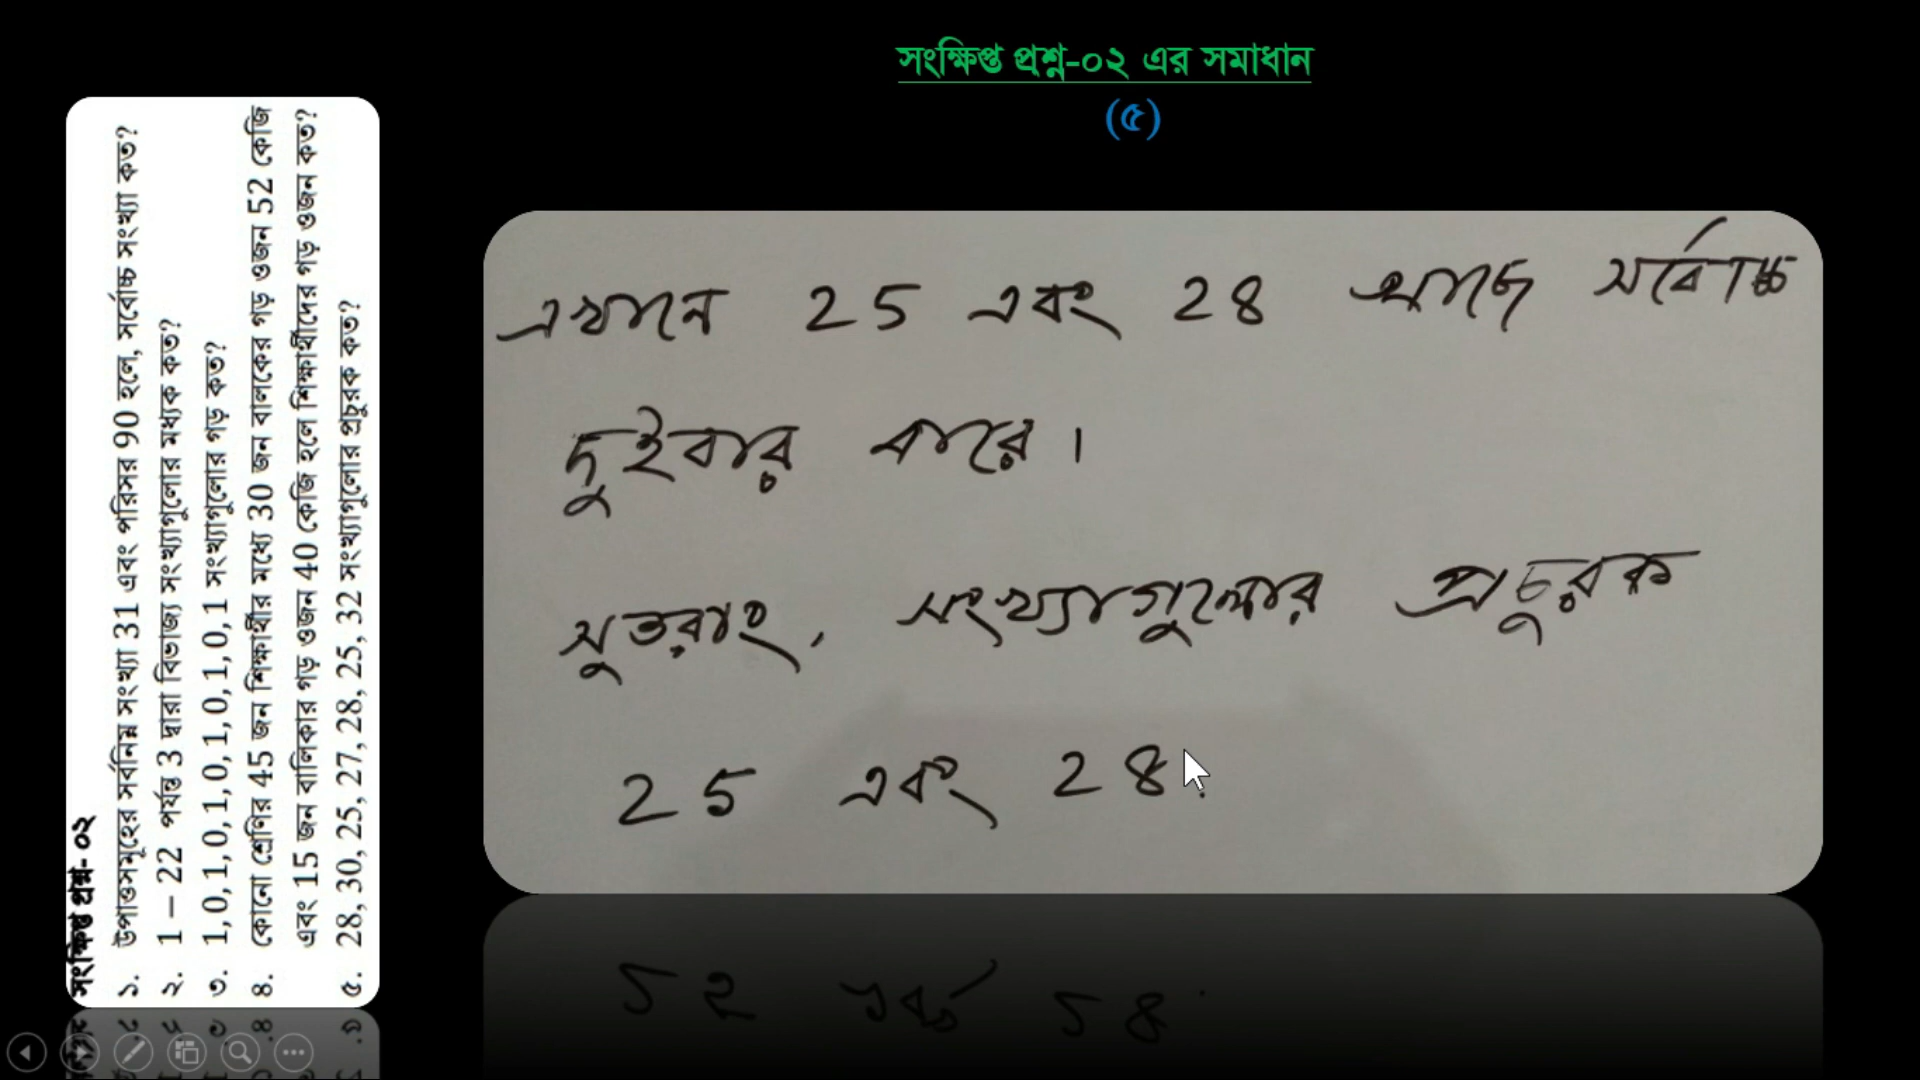 সংক্ষিপ্ত প্রশ্ন-০২ এর সমাধান
(৫)
সংক্ষিপ্ত প্রশ্ন- ০২
১. উপাত্তসমূহের সর্বনিম্ন সংখ্যা 31 এবং পরিসর 90 হলে, সর্বোচ্চ সংখ্যা কত?
২. 1 – 22 পর্যন্ত 3 দ্বারা বিভাজ্য সংখ্যাগুলোর মধ্যক কত?
৩. 1, 0, 1, 0, 1, 0, 1, 0, 1, 0, 1 সংখ্যাগুলোর গড় কত?
৪. কোনো শ্রেণির 45 জন শিক্ষার্থীর মধ্যে 30 জন বালকের গড় ওজন 52 কেজি
এবং 15 জন বালিকার গড় ওজন 40 কেজি হলে শিক্ষার্থীদের গড় ওজন কত?
৫. 28, 30, 25, 27, 28, 25, 32 সংখ্যাগুলোর প্রচুরক কত?
এখানে 25 এবং 28 আছে সর্বোচ্চ
দুইবার করে।
সুতরাং, সংখ্যাগুলোর প্রচুরক
25 এবং 28.